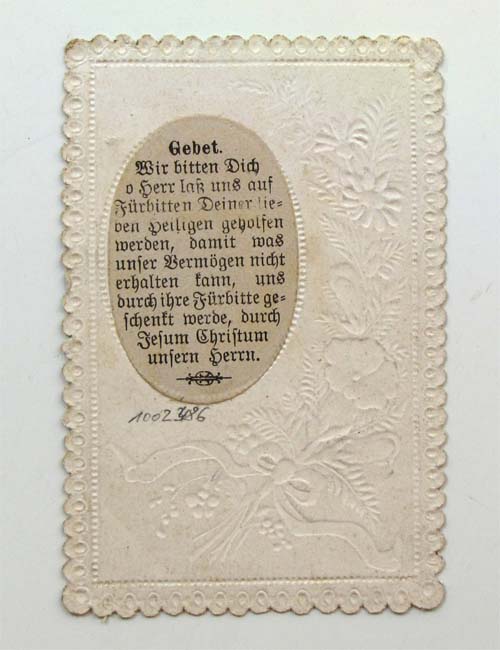 Gebet.
Wir bitten Dich
o Herr laß uns auf
Fürbitten Deiner lie-
ben Heiligen geholfen
werden, damit was
unser Vermögen nicht
erhalten kann, uns
durch ihre Fürbitte ge-
schenkt werde, durch
Jesum Christum
unsern Herrn.
1002